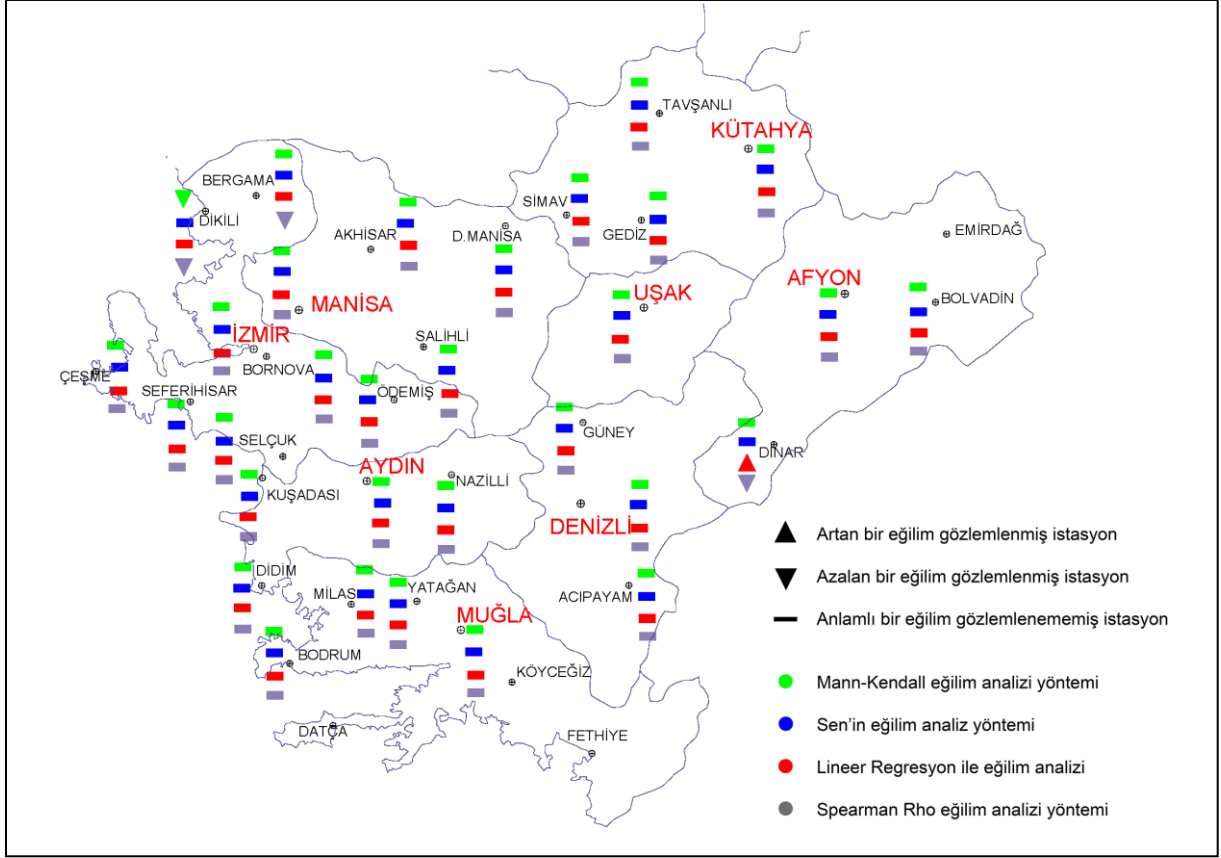 TAVŞANLI
KÜTAHYA
BERGAMA
DİKİLİ
SİMAV
GEDİZ
AKHİSAR
D.MANİSA
EMİRDAĞ
AFYON
BOLVADİN
MANİSA
UŞAK
İZMİR
BORNOVA
SALİHLİ
ÇEŞME
SEFERİHİSAR
ÖDEMİŞ
SELÇUK
GÜNEY
DİNAR
KUŞADASI
AYDIN
NAZİLLİ
DENİZLİ
DİDİM
MİLAS
YATAĞAN
ACIPAYAM
MUĞLA
BODRUM
KÖYCEĞİZ
DATÇA
FETHİYE
Artan bir eğilim gözlemlenmiş istasyon
Azalan bir eğilim gözlemlenmiş istasyon
Anlamlı bir eğilim gözlemlenememiş istasyon
Mann-Kendall eğilim analizi yöntemi
Sen'in eğilim analiz yöntemi
Lineer Regresyon ile eğilim analizi
Spearman Rho eğilim analizi yöntemi